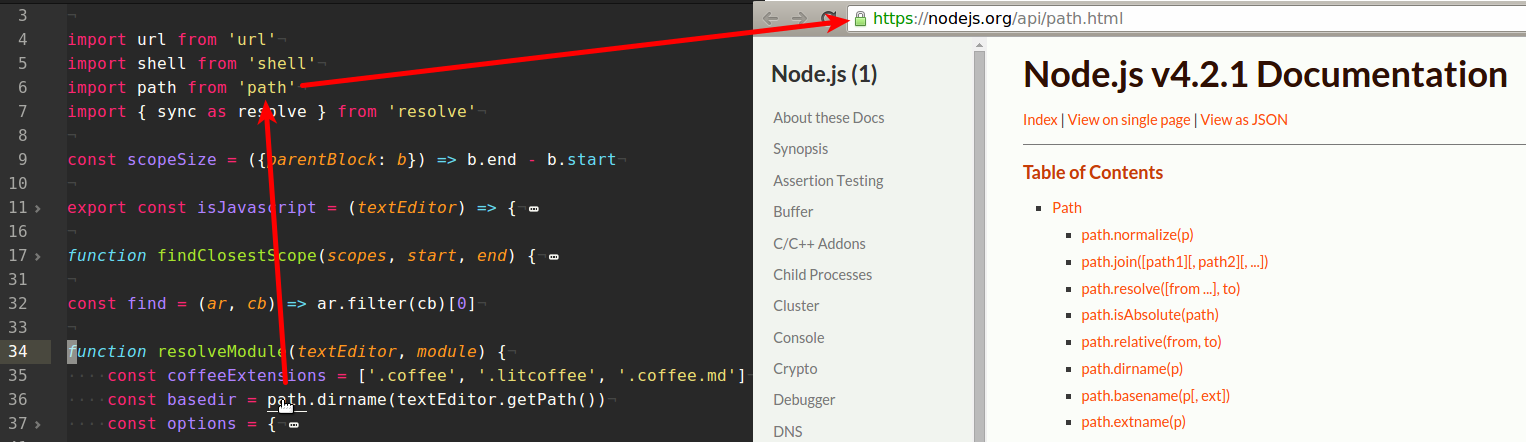 3 ¬
4 import url from 'url'¬
5 import shell from 'shell'¬
6 import path from 'path'
7 import { sync as resolve } from 'resolve'¬
8 ¬
9 const scopeSize = ({parentBlock: b}) => b.end - b.start¬
10 ¬
11 export const isJavascript = (textEditor) => {¬
16 ¬
17 function findClosestScope(scopes, start, end) {¬
31 ¬
32 const find = (ar, cb) => ar.filter(cb)[0]¬
33 ¬
34 function resolveModule(textEditor, module) {¬
35 ····const coffeeExtensions = ['.coffee', '.litcoffee', '.coffee.md']
36 ····const basedir = path.dirname(textEditor.getPath())¬
37 ····const options = {¬
https://nodejs.org/api/path.html
Node.js (1)
About these Docs
Synopsis
Assertion Testing
Buffer
C/C++ Addons
Child Processes
Cluster
Console
Crypto
Debugger
DNS
Node.js v4.2.1 Documentation
Index | View on single page | View as JSON
Table of Contents
Path
path.normalize(p)
path.join([path1][, path2][, ...])
path.resolve([from ...], to)
path.isAbsolute(path)
path.relative(from, to)
path.dirname(p)
path.basename(p[, ext])
path.extname(p)